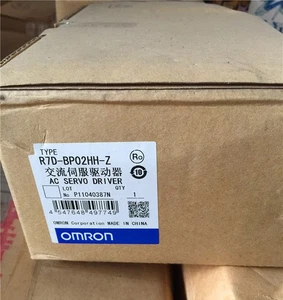 TYPE
R7D-BP02HH-Z
交流伺服驱动器
AC SERVO DRIVER
LOT
No. P11040387N
QTY
1
4 547648 497749
OMRON
OMRON Corporation MADE IN CHINA
10